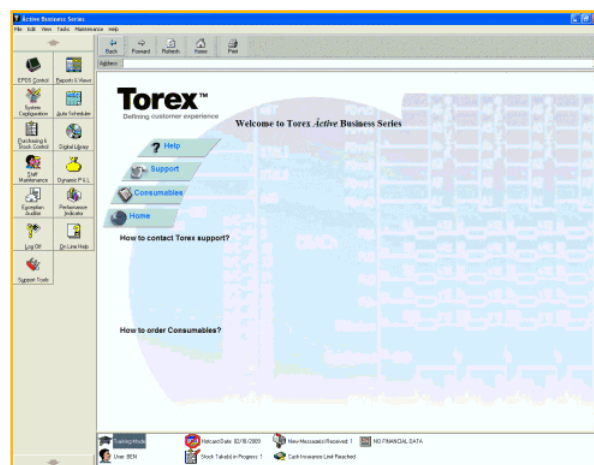 Active Business Series
File Edit View Tasks Maintenance Help
Back Forward Refresh Home Print
Address
EPOS Control Reports & Views
System Configuration Auto Scheduler
Purchasing & Stock Control Digital Library
Staff Maintenance Dynamic P & L
Exception Auditor Performance Indicator
Log Off On Line Help
Support Tools
Torex™
Defining customer experience
Welcome to Torex Active Business Series
? Help
Support
Consumables
Home
How to contact Torex support?
How to order Consumables?
Training Mode Hotcard Date: 02/10/2009 New Message(s) Received: 1 NO FINANCIAL DATA
User: BEN Stock Take(s) in Progress: 1 Cash Insurance Limit Reached